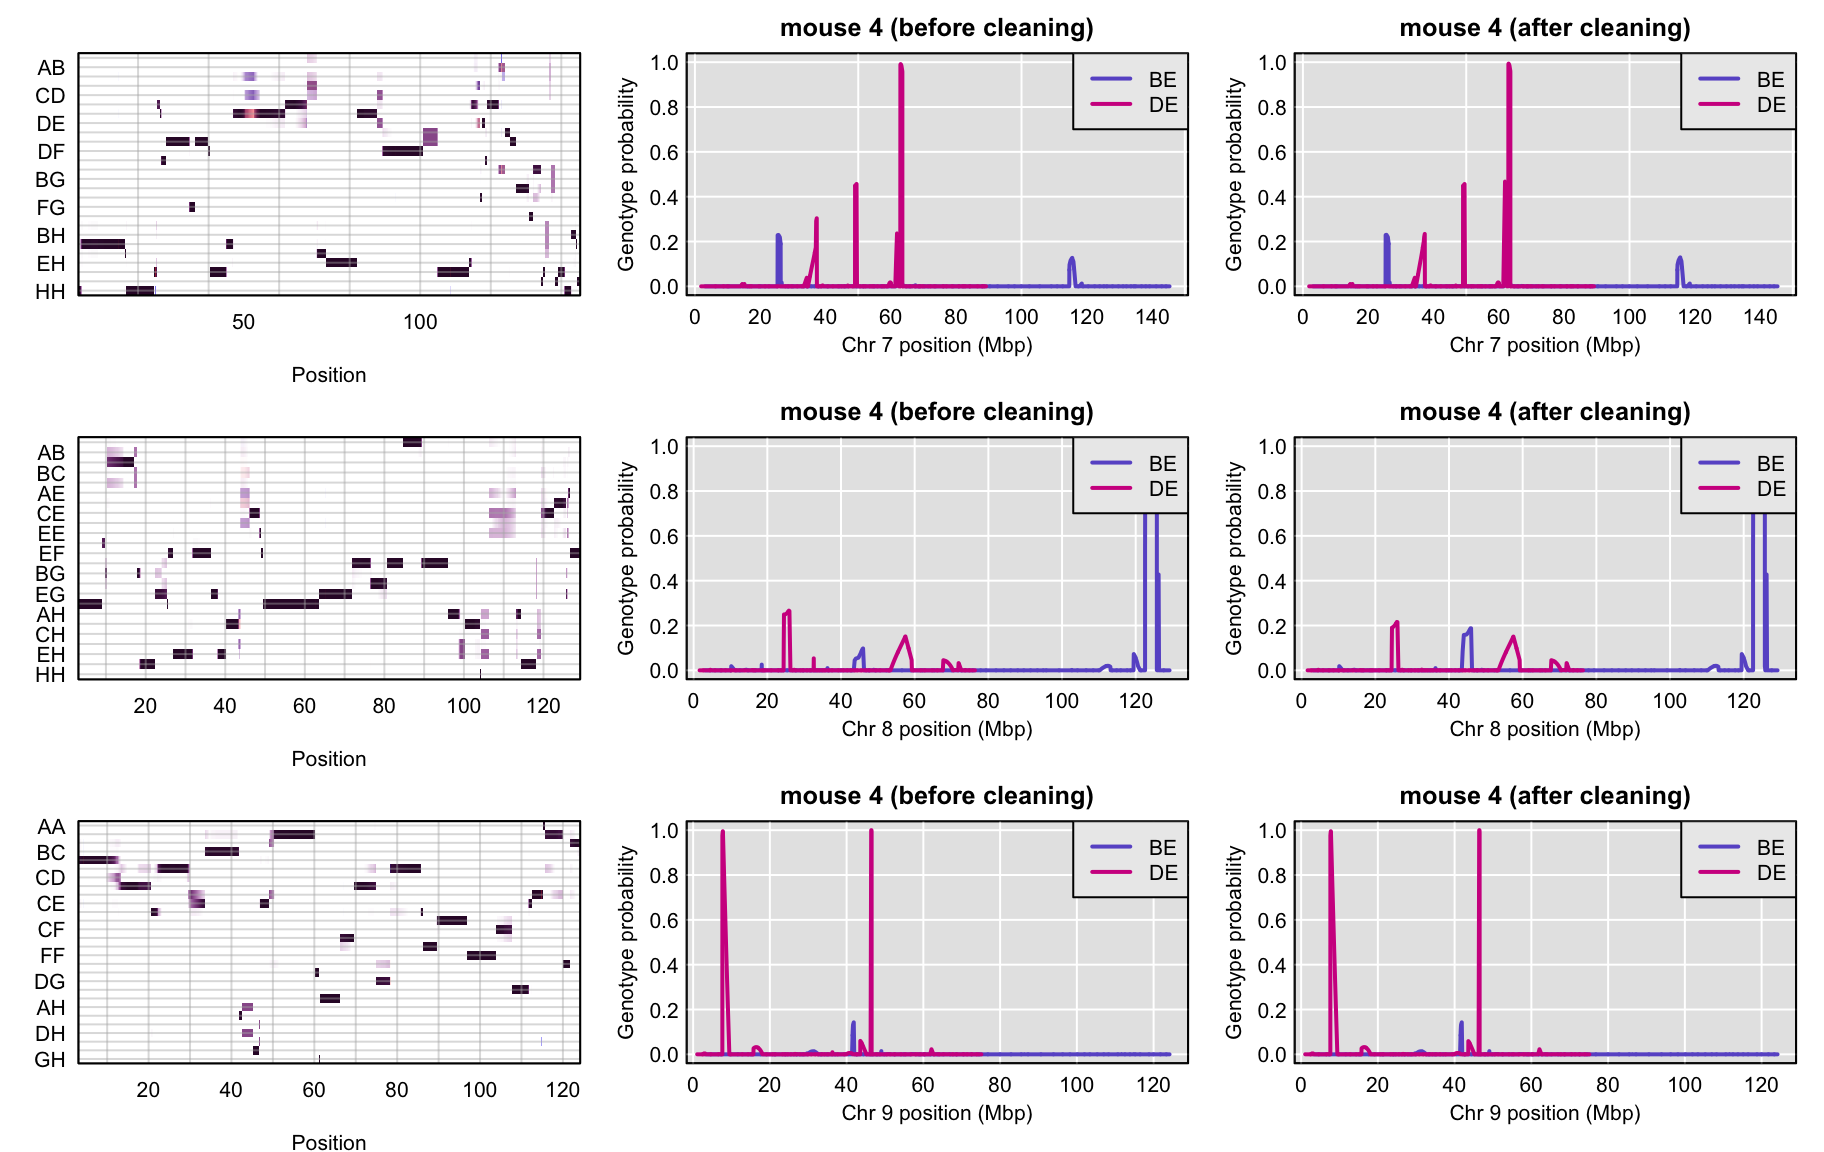 mouse 4 (before cleaning)
mouse 4 (after cleaning)
AB
CD
DE
DF
BG
FG
BH
EH
HH
50 100
Position
Genotype probability
1.0
0.8
0.6
0.4
0.2
0.0
BE
DE
0 20 40 60 80 100 120 140
Chr 7 position (Mbp)
Genotype probability
1.0
0.8
0.6
0.4
0.2
0.0
BE
DE
0 20 40 60 80 100 120 140
Chr 7 position (Mbp)
mouse 4 (before cleaning)
mouse 4 (after cleaning)
AB
BC
AE
CE
EE
EF
BG
EG
AH
CH
EH
HH
20 40 60 80 100 120
Position
Genotype probability
1.0
0.8
0.6
0.4
0.2
0.0
BE
DE
0 20 40 60 80 100 120
Chr 8 position (Mbp)
Genotype probability
1.0
0.8
0.6
0.4
0.2
0.0
BE
DE
0 20 40 60 80 100 120
Chr 8 position (Mbp)
mouse 4 (before cleaning)
mouse 4 (after cleaning)
AA
BC
CD
CE
CF
FF
DG
AH
DH
GH
20 40 60 80 100 120
Position
Genotype probability
1.0
0.8
0.6
0.4
0.2
0.0
BE
DE
0 20 40 60 80 100 120
Chr 9 position (Mbp)
Genotype probability
1.0
0.8
0.6
0.4
0.2
0.0
BE
DE
0 20 40 60 80 100 120
Chr 9 position (Mbp)